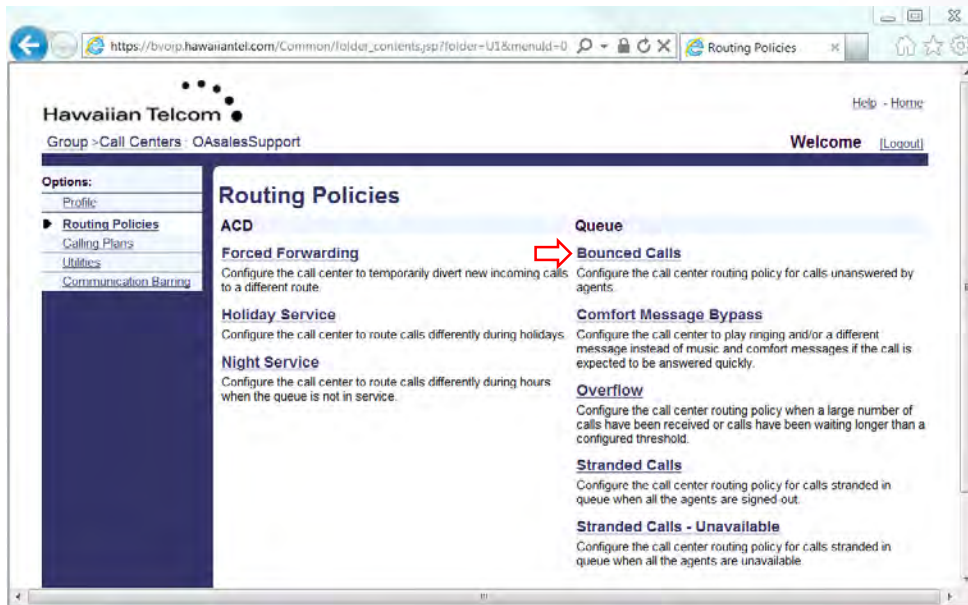 https://bvoip.hawaiiantel.com/Common/folder_contents.jsp?folder=U1&menuId=0
Routing Policies
Hawaiian Telcom
Help - Home
Group >Call Centers : OAsalesSupport
Welcome [Logout]
Options:
Profile
Routing Policies
Calling Plans
Utilities
Communication Barring
Routing Policies
ACD
Forced Forwarding
Configure the call center to temporarily divert new incoming calls
to a different route.
Holiday Service
Configure the call center to route calls differently during holidays.
Night Service
Configure the call center to route calls differently during hours
when the queue is not in service.
Queue
Bounced Calls
Configure the call center routing policy for calls unanswered by
agents.
Comfort Message Bypass
Configure the call center to play ringing and/or a different
message instead of music and comfort messages if the call is
expected to be answered quickly.
Overflow
Configure the call center routing policy when a large number of
calls have been received or calls have been waiting longer than a
configured threshold.
Stranded Calls
Configure the call center routing policy for calls stranded in
queue when all the agents are signed out.
Stranded Calls - Unavailable
Configure the call center routing policy for calls stranded in
queue when all the agents are unavailable